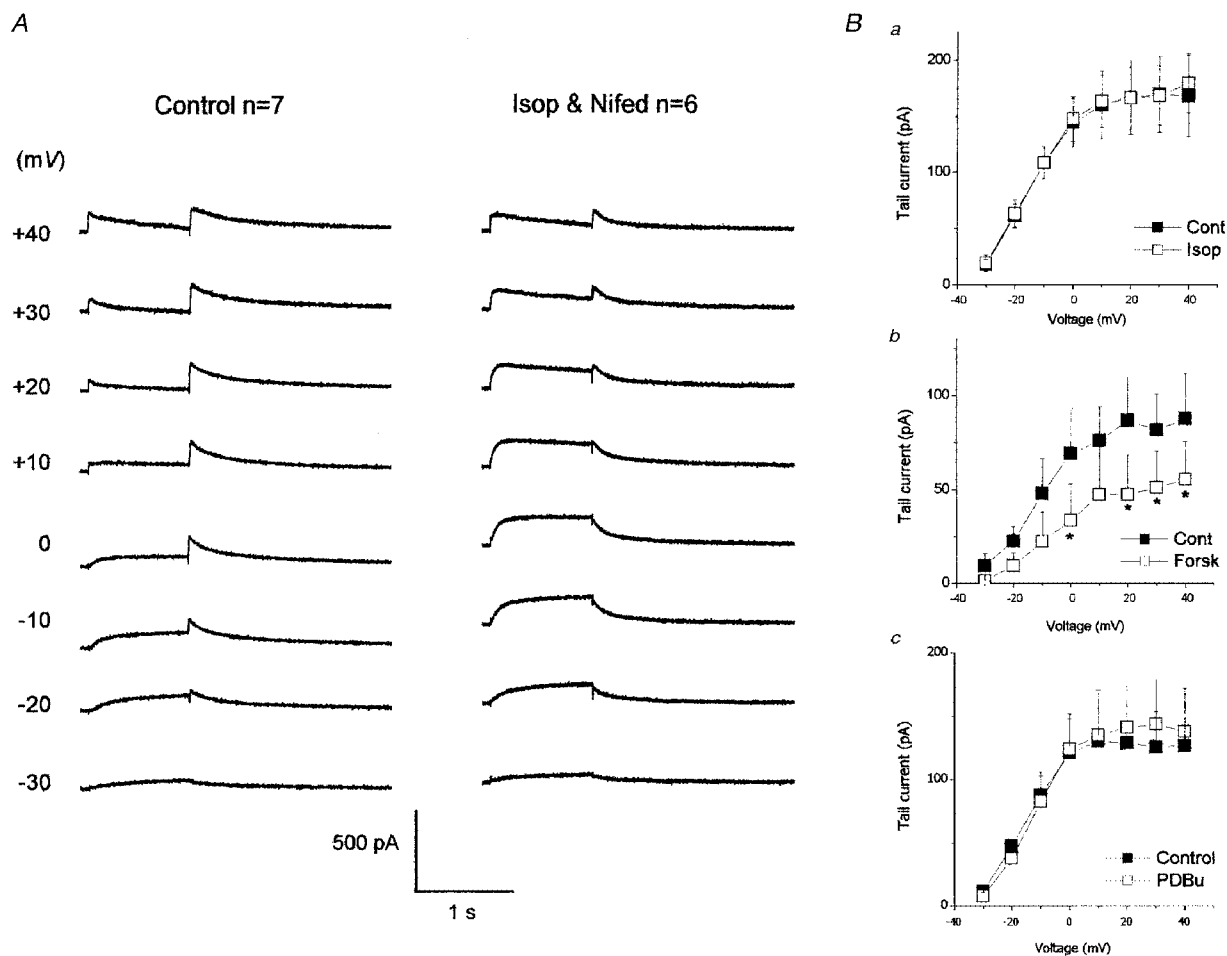 A
Control n=7
Isop & Nifed n=6
(mV)
+40
+30
+20
+10
0
-10
-20
-30
500 pA
1 s
B
a
Tail current (pA)
200
100
0
-40
-20
0
20
40
Voltage (mV)
Cont
Isop
b
Tail current (pA)
100
50
0
-40
-20
0
20
40
Voltage (mV)
* * * *
Cont
Forsk
c
Tail current (pA)
200
100
0
-40
-20
0
20
40
Voltage (mV)
Control
PDBu